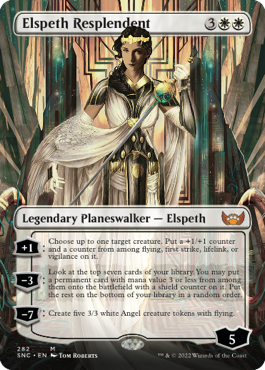 Elspeth Resplendent 3
Legendary Planeswalker — Elspeth
+1 : Choose up to one target creature. Put a +1/+1 counter
and a counter from among flying, first strike, lifelink, or
vigilance on it.
Look at the top seven cards of your library. You may put
−3 : a permanent card with mana value 3 or less from among
them onto the battlefield with a shield counter on it. Put
the rest on the bottom of your library in a random order.
−7 : Create five 3/3 white Angel creature tokens with flying.
5
282 M
SNC • EN Tom Roberts
™ & © 2022 Wizards of the Coast